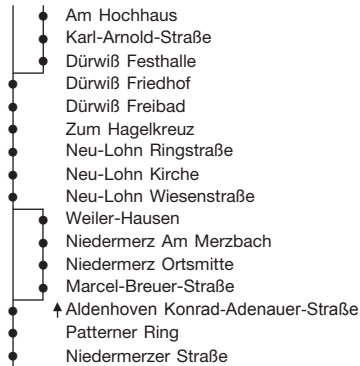 Am Hochhaus
Karl-Arnold-Straße
Dürwiß Festhalle
Dürwiß Friedhof
Dürwiß Freibad
Zum Hagelkreuz
Neu-Lohn Ringstraße
Neu-Lohn Kirche
Neu-Lohn Wiesenstraße
Weiler-Hausen
Niedermerz Am Merzbach
Niedermerz Ortsmitte
Marcel-Breuer-Straße
Aldenhoven Konrad-Adenauer-Straße
Patterner Ring
Niedermerzer Straße